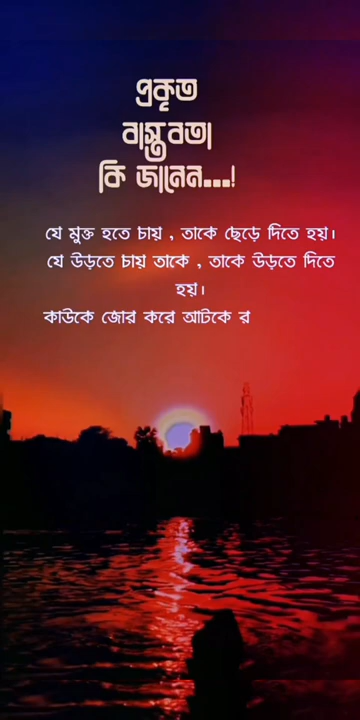 প্রকৃত
বাস্তবতা
কি জানেন...!
যে মুক্ত হতে চায় , তাকে ছেড়ে দিতে হয়।
যে উড়তে চায় তাকে , তাকে উড়তে দিতে
হয়।
কাউকে জোর করে আটকে র